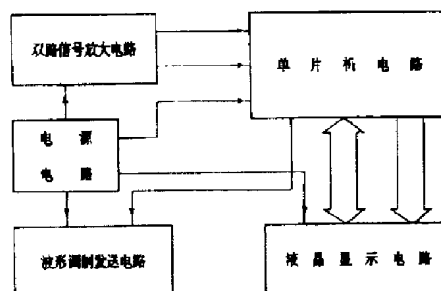 双路信号放大电路
单片机电路
电源
电路
波形调制发送电路
液晶显示电路